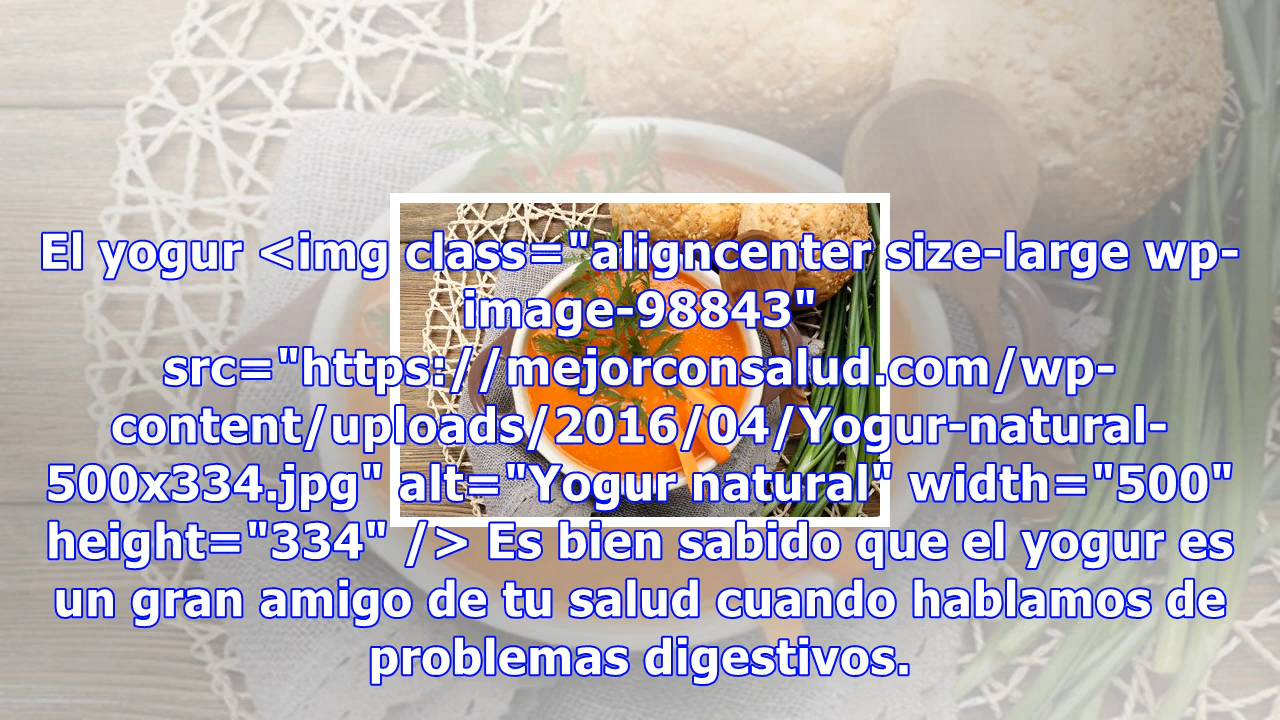 El yogur <img class="aligncenter size-large wp-
image-98843"
src="https://mejorconsalud.com/wp-
content/uploads/2016/04/Yogur-natural-
500x334.jpg" alt="Yogur natural" width="500"
height="334" /> Es bien sabido que el yogur es
un gran amigo de tu salud cuando hablamos de
problemas digestivos.